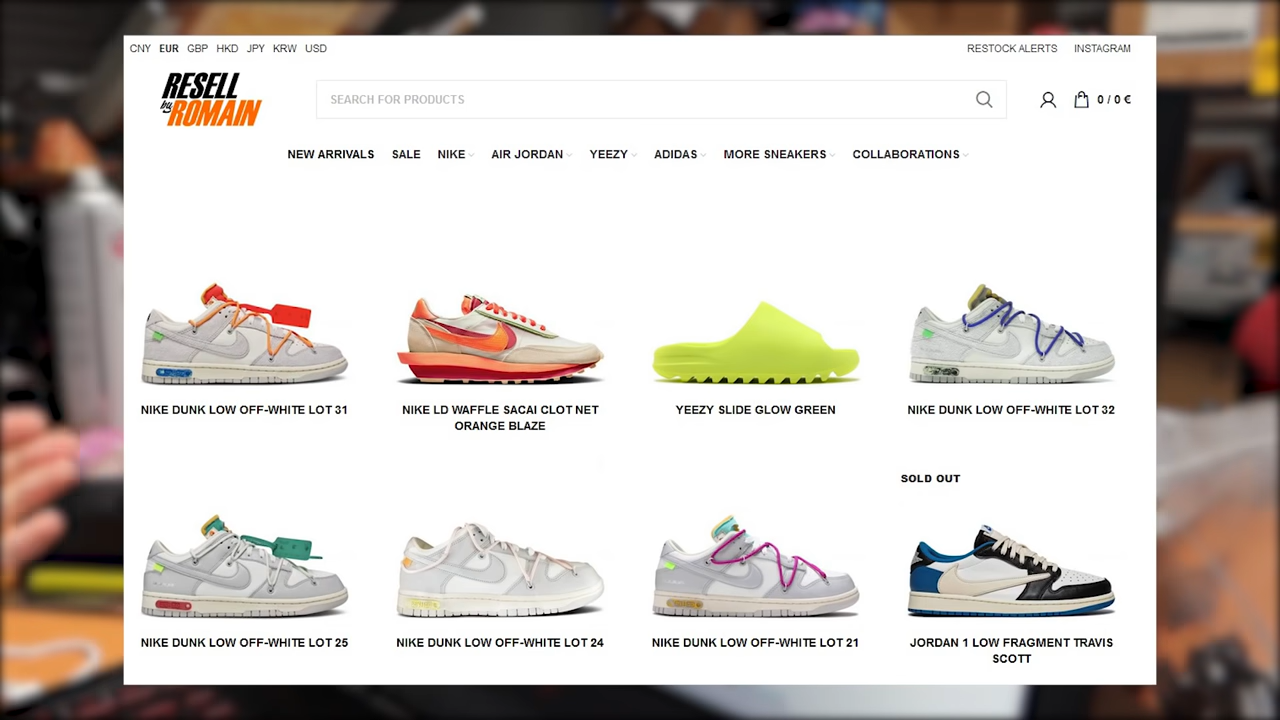 CNY EUR GBP HKD JPY KRW USD
RESTOCK ALERTS INSTAGRAM
RESELL
by ROMAIN
SEARCH FOR PRODUCTS
0 / 0 €
NEW ARRIVALS SALE NIKE AIR JORDAN YEEZY ADIDAS MORE SNEAKERS COLLABORATIONS
NIKE DUNK LOW OFF-WHITE LOT 31
NIKE LD WAFFLE SACAI CLOT NET
ORANGE BLAZE
YEEZY SLIDE GLOW GREEN
NIKE DUNK LOW OFF-WHITE LOT 32
SOLD OUT
NIKE DUNK LOW OFF-WHITE LOT 25
NIKE DUNK LOW OFF-WHITE LOT 24
NIKE DUNK LOW OFF-WHITE LOT 21
JORDAN 1 LOW FRAGMENT TRAVIS
SCOTT